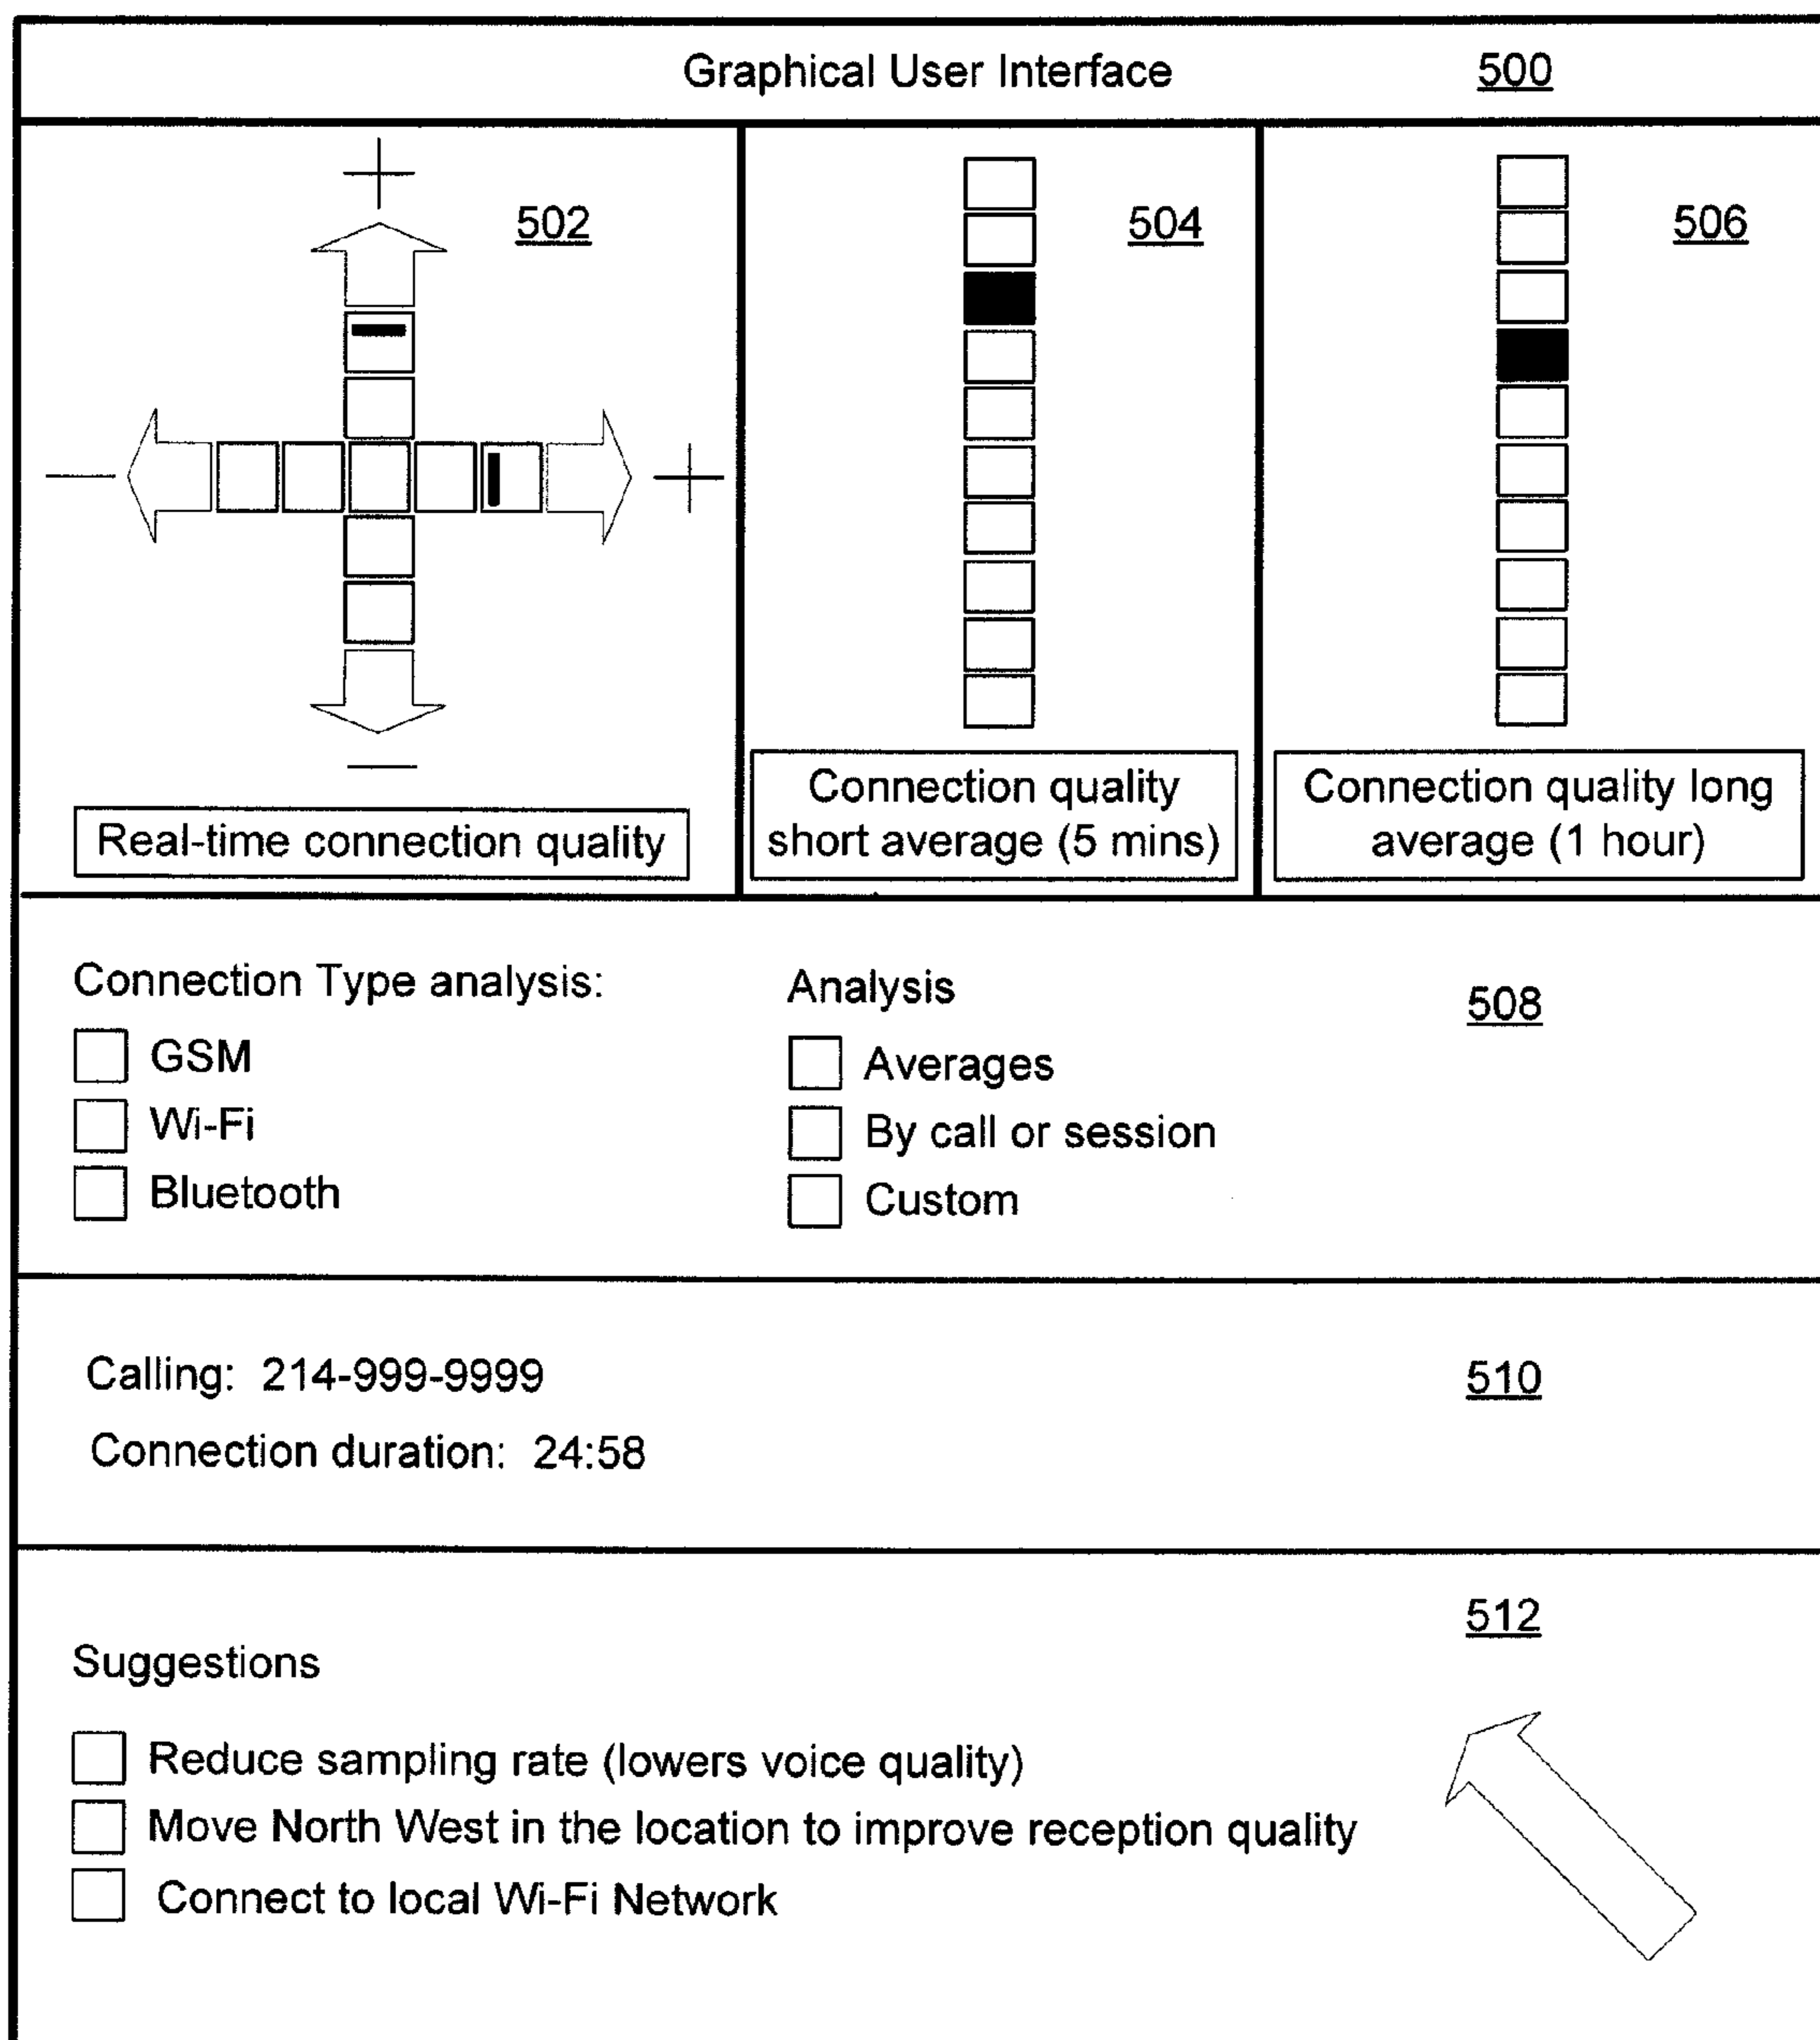 Graphical User Interface 500
502
504
506
Real-time connection quality
Connection quality
short average (5 mins)
Connection quality long
average (1 hour)
Connection Type analysis:
GSM
Wi-Fi
Bluetooth
Analysis
Averages
By call or session
Custom
508
Calling: 214-999-9999
Connection duration: 24:58
510
512
Suggestions
Reduce sampling rate (lowers voice quality)
Move North West in the location to improve reception quality
Connect to local Wi-Fi Network